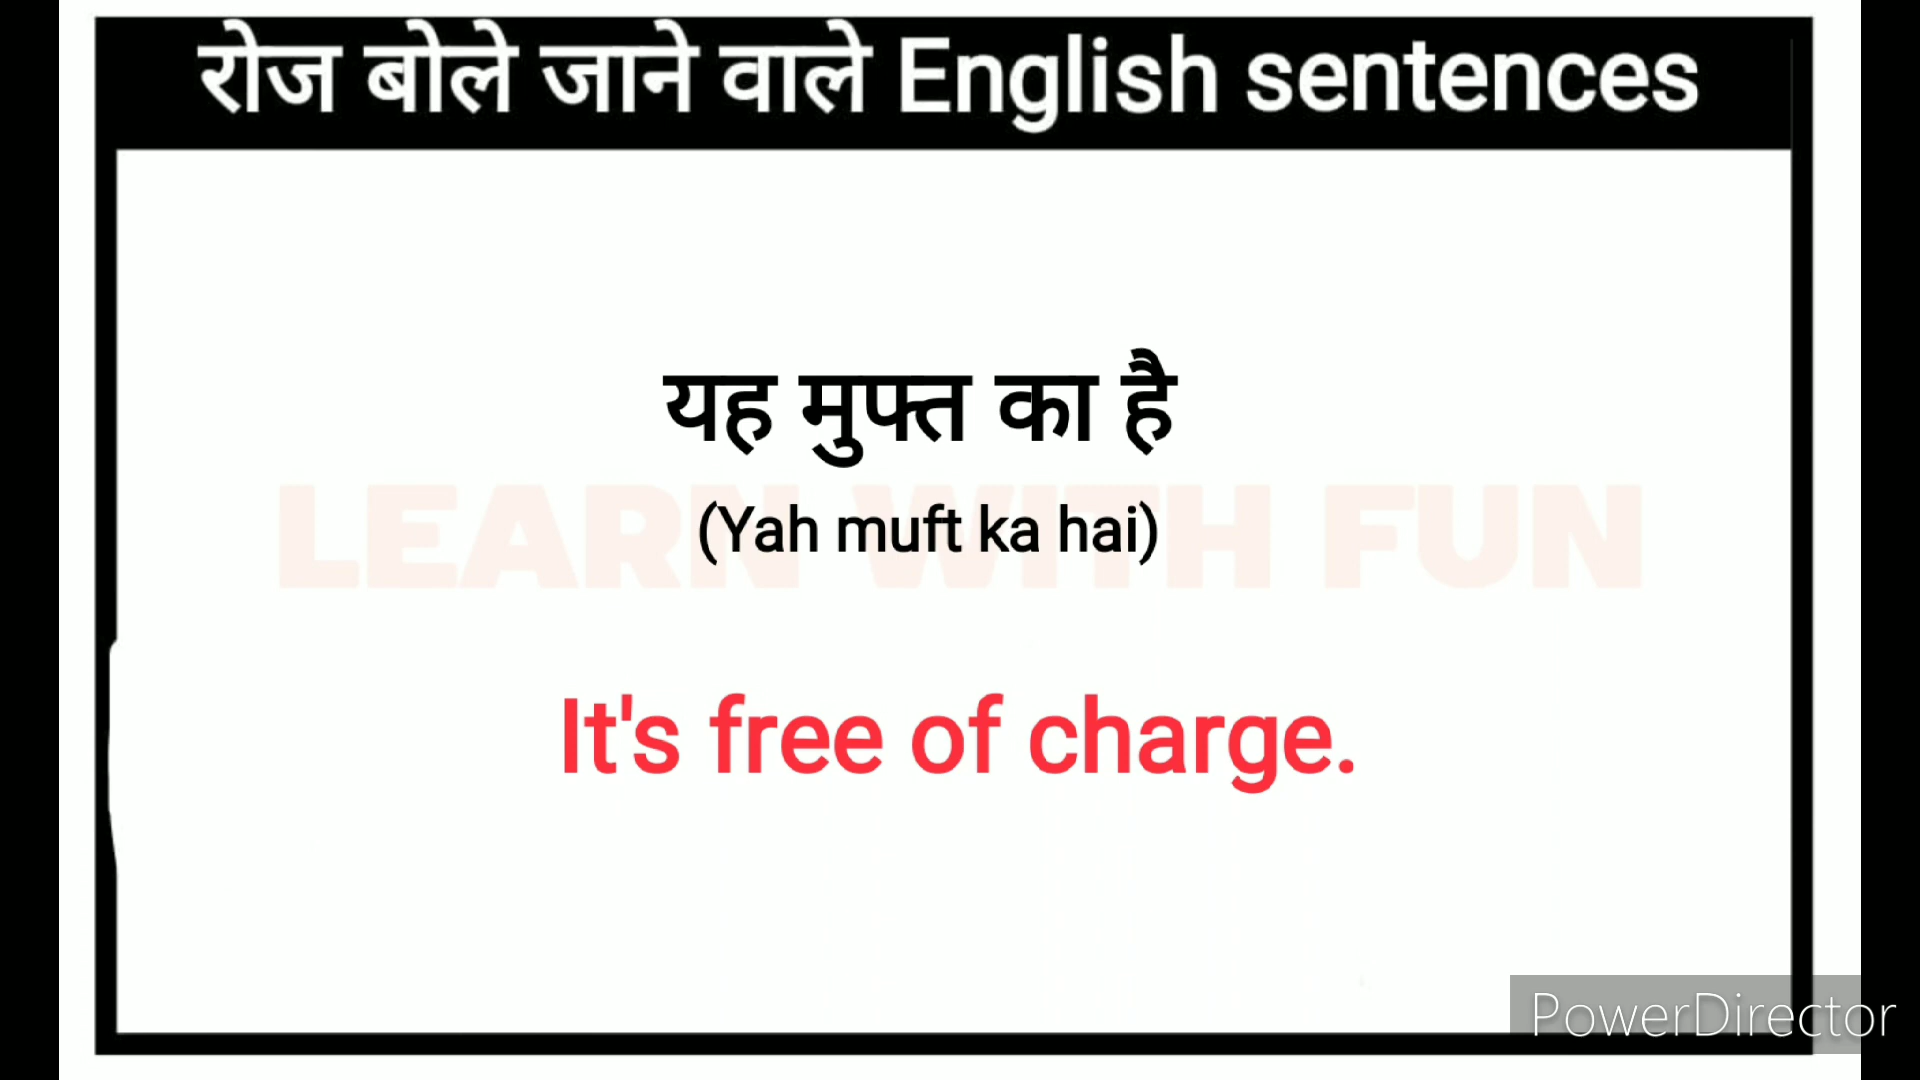 रोज बोले जाने वाले English sentences
यह मुफ्त का है
LEARN WITH FUN
(Yah muft ka hai)
It's free of charge.
PowerDirector